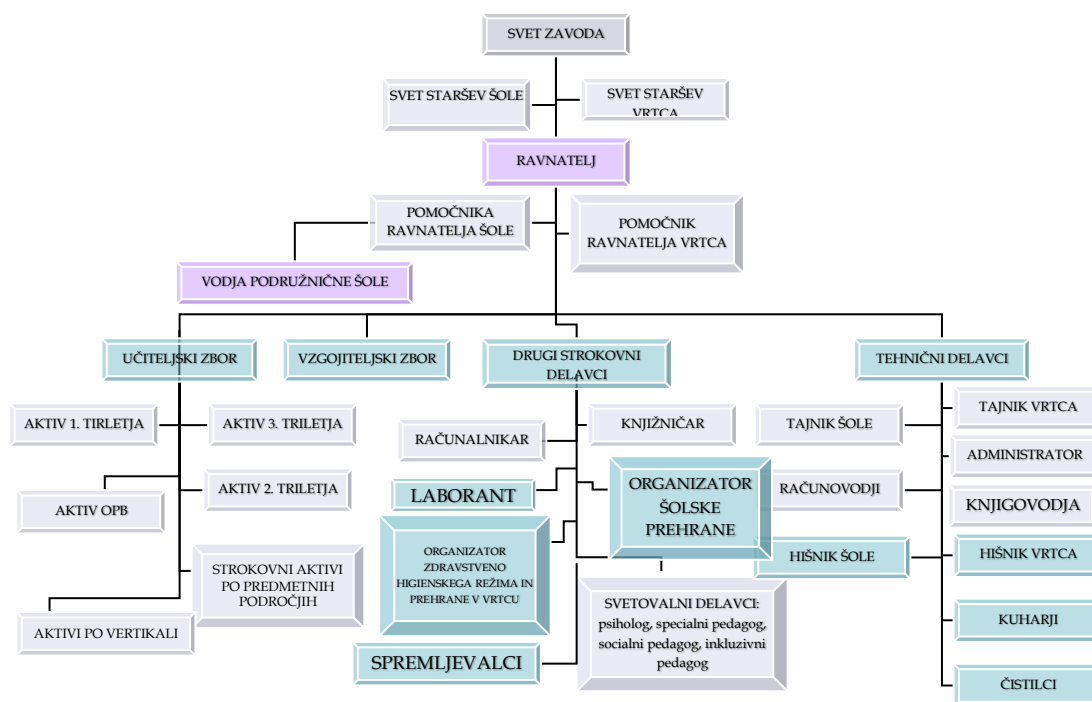 SVET ZAVODA
SVET STARŠEV ŠOLE
SVET STARŠEV
VRTCA
RAVNATELJ
POMOČNIKA
RAVNATELJA ŠOLE
POMOČNIK
RAVNATELJA VRTCA
VODJA PODRUŽNIČNE ŠOLE
UČITELJSKI ZBOR
VZGOJITELJSKI ZBOR
DRUGI STROKOVNI
DELAVCI
TEHNIČNI DELAVCI
AKTIV 1. TIRLETJA
AKTIV 3. TRILETJA
AKTIV OPB
AKTIV 2. TRILETJA
STROKOVNI AKTIVI
PO PREDMETNIH
PODROČJIH
AKTIVI PO VERTIKALI
RAČUNALNIKAR
KNJIŽNIČAR
LABORANT
ORGANIZATOR
ŠOLSKE
PREHRANE
ORGANIZATOR
ZDRAVSTVENO
HIGIENSKEGA REŽIMA IN
PREHRANE V VRTCU
SVETOVALNI DELAVCI:
psiholog, specialni pedagog,
socialni pedagog, inkluzivni
pedagog
SPREMLJEVALCI
TAJNIK ŠOLE
TAJNIK VRTCA
ADMINISTRATOR
RAČUNOVODJI
KNJIGOVODJA
HIŠNIK ŠOLE
HIŠNIK VRTCA
KUHARJI
ČISTILCI